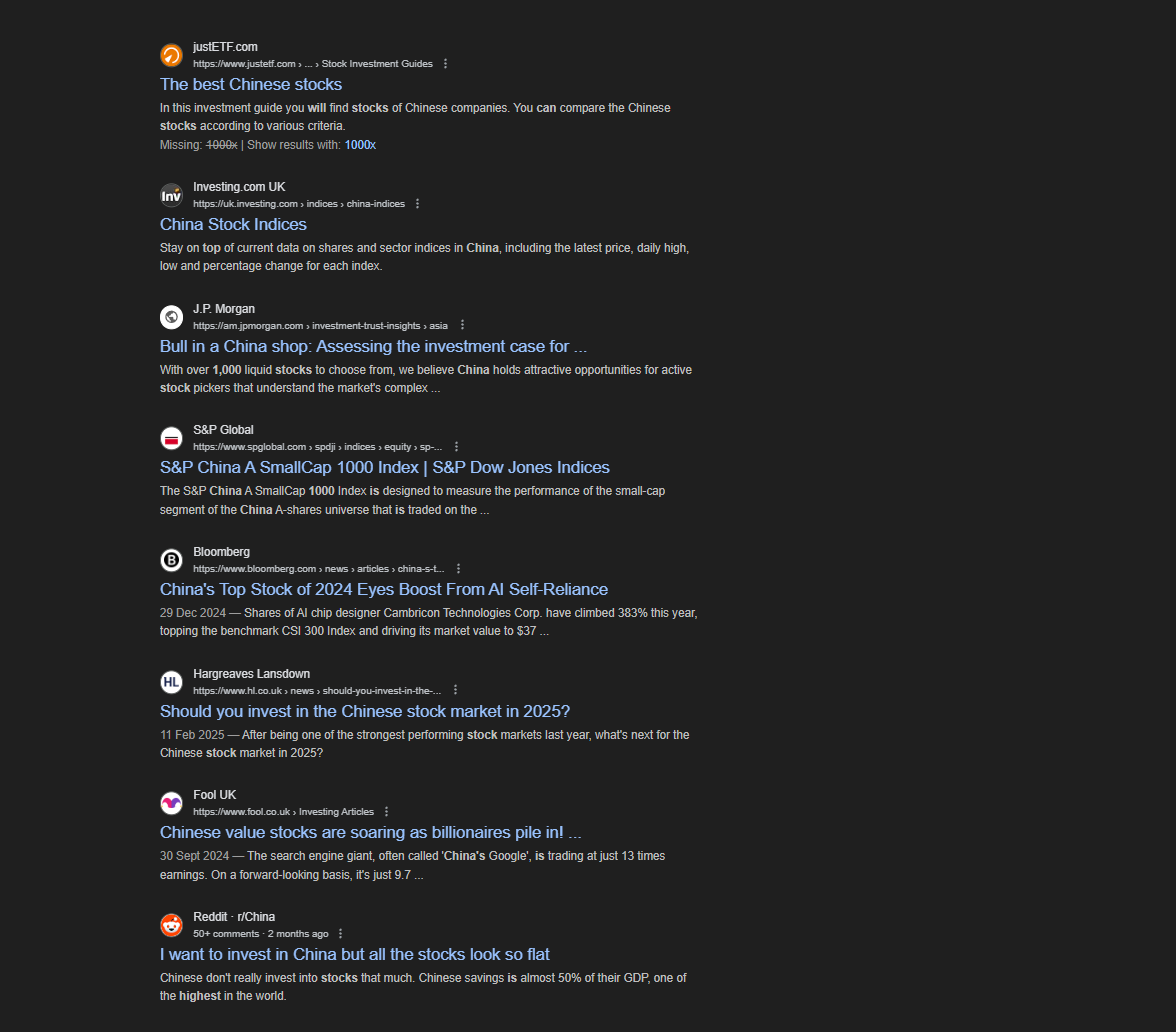 justETF.com
https://www.justetf.com › ... › Stock Investment Guides
The best Chinese stocks
In this investment guide you will find stocks of Chinese companies. You can compare the Chinese
stocks according to various criteria.
Missing: 1000x | Show results with: 1000x
Inv
Investing.com UK
https://uk.investing.com › indices › china-indices
China Stock Indices
Stay on top of current data on shares and sector indices in China, including the latest price, daily high,
low and percentage change for each index.
J.P. Morgan
https://am.jpmorgan.com › investment-trust-insights › asia
Bull in a China shop: Assessing the investment case for ...
With over 1,000 liquid stocks to choose from, we believe China holds attractive opportunities for active
stock pickers that understand the market's complex ...
S&P Global
https://www.spglobal.com › spdji › indices › equity › sp-...
S&P China A SmallCap 1000 Index | S&P Dow Jones Indices
The S&P China A SmallCap 1000 Index is designed to measure the performance of the small-cap
segment of the China A-shares universe that is traded on the ...
B
Bloomberg
https://www.bloomberg.com › news › articles › china-s-t...
China's Top Stock of 2024 Eyes Boost From AI Self-Reliance
29 Dec 2024 — Shares of AI chip designer Cambricon Technologies Corp. have climbed 383% this year,
topping the benchmark CSI 300 Index and driving its market value to $37 ...
HL
Hargreaves Lansdown
https://www.hl.co.uk › news › should-you-invest-in-the-...
Should you invest in the Chinese stock market in 2025?
11 Feb 2025 — After being one of the strongest performing stock markets last year, what's next for the
Chinese stock market in 2025?
Fool UK
https://www.fool.co.uk › Investing Articles
Chinese value stocks are soaring as billionaires pile in! ...
30 Sept 2024 — The search engine giant, often called 'China's Google', is trading at just 13 times
earnings. On a forward-looking basis, it's just 9.7 ...
Reddit · r/China
50+ comments · 2 months ago
I want to invest in China but all the stocks look so flat
Chinese don't really invest into stocks that much. Chinese savings is almost 50% of their GDP, one of
the highest in the world.